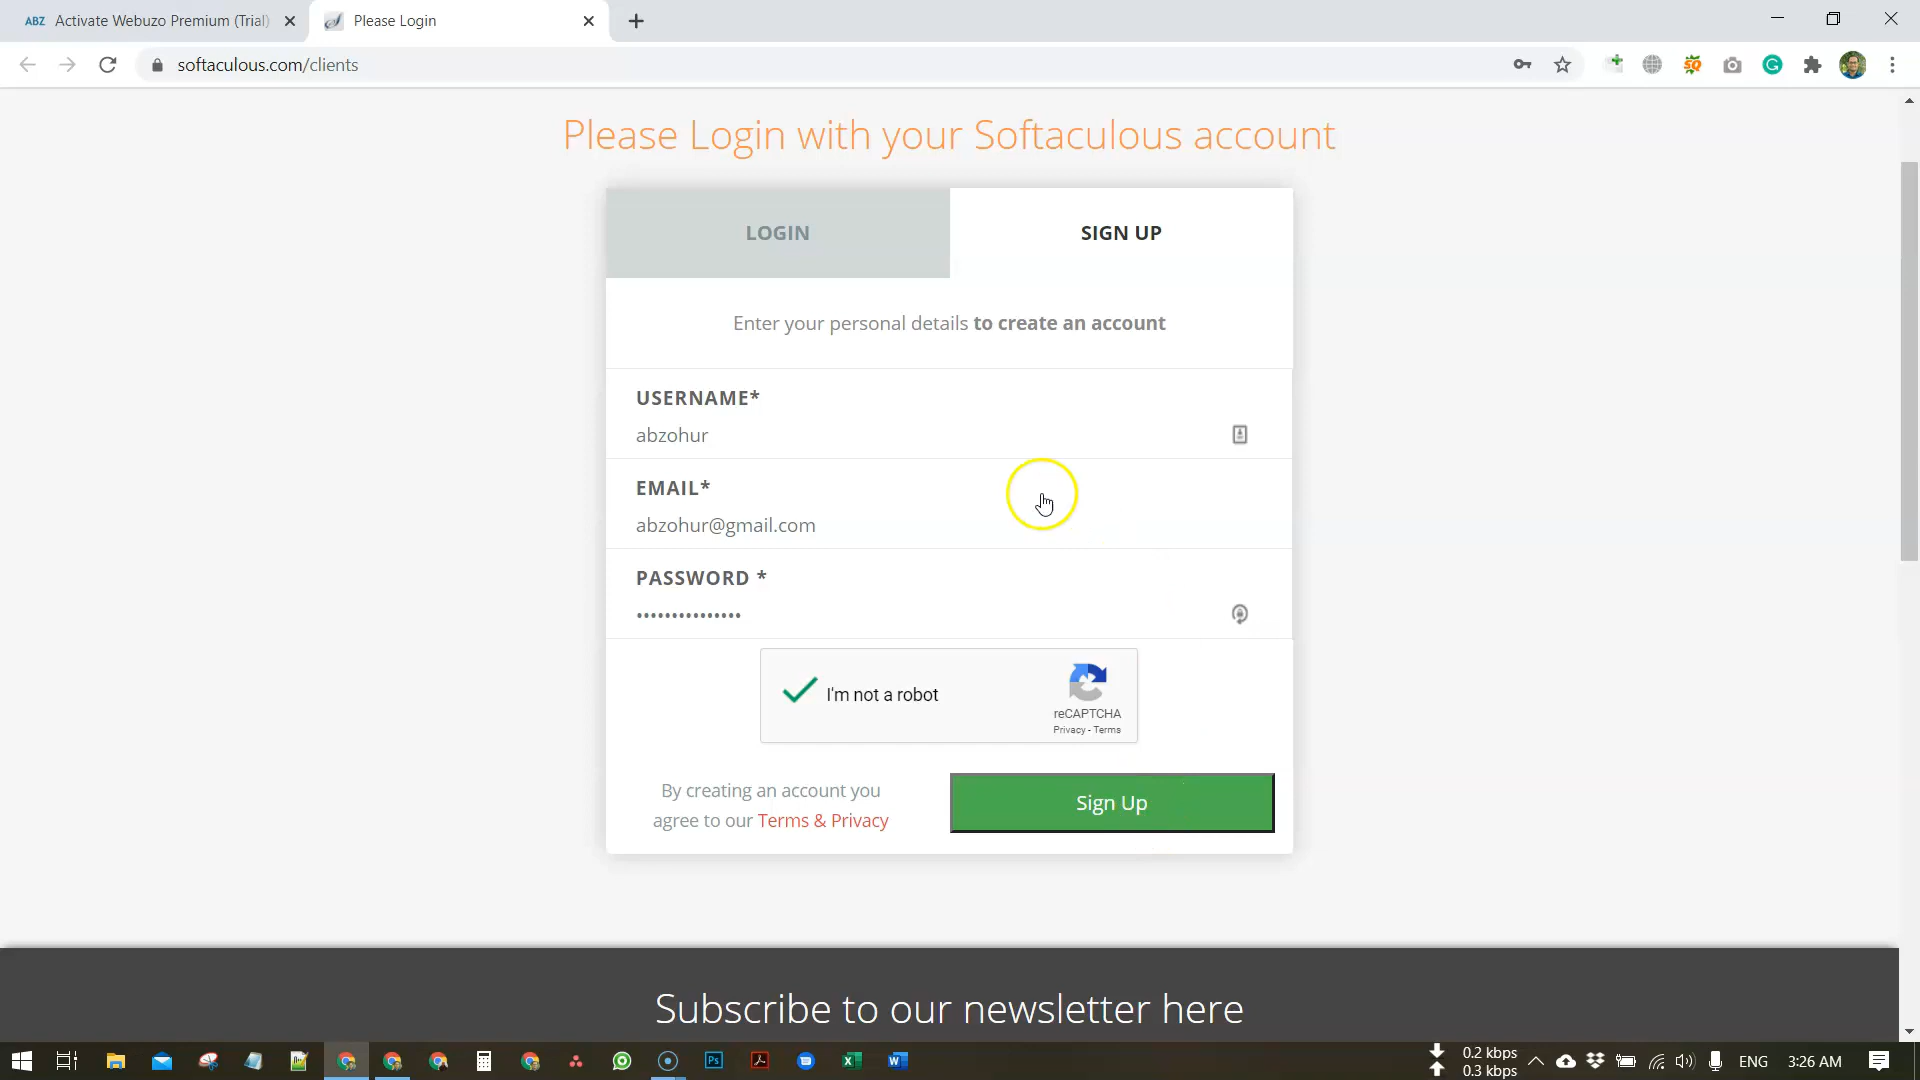 ABZ Activate Webuzo Premium (Trial)
Please Login
softaculous.com/clients
Please Login with your Softaculous account
LOGIN
SIGN UP
Enter your personal details to create an account
USERNAME*
abzohur
EMAIL*
abzohur@gmail.com
PASSWORD *
•••••••••••••••
I'm not a robot
reCAPTCHA
Privacy - Terms
By creating an account you
agree to our Terms & Privacy
Sign Up
Subscribe to our newsletter here
0.2 kbps
0.3 kbps
ENG
3:26 AM